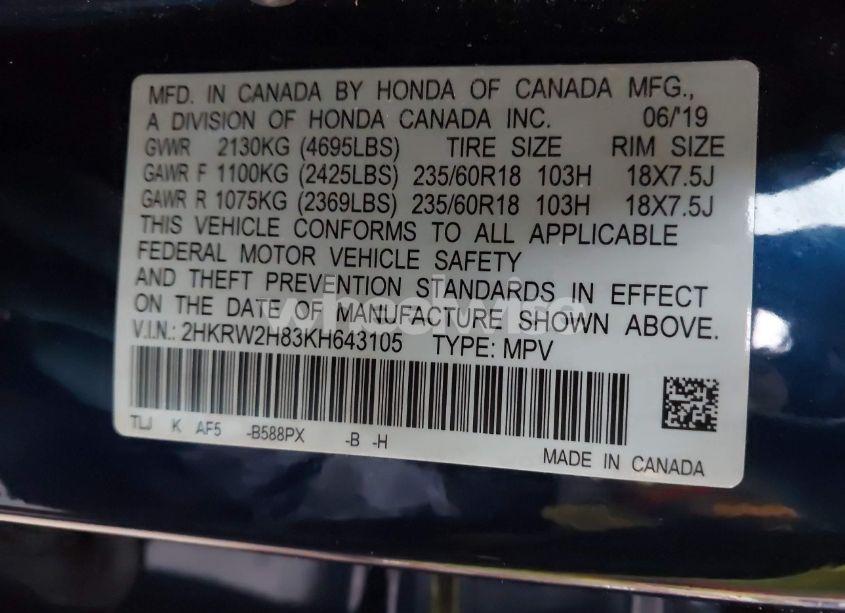 MFD. IN CANADA BY HONDA OF CANADA MFG.,
A DIVISION OF HONDA CANADA INC. 06/'19
GVWR 2130KG (4695LBS) TIRE SIZE RIM SIZE
GAWR F 1100KG (2425LBS) 235/60R18 103H 18X7.5J
GAWR R 1075KG (2369LBS) 235/60R18 103H 18X7.5J
THIS VEHICLE CONFORMS TO ALL APPLICABLE
FEDERAL MOTOR VEHICLE SAFETY
AND THEFT PREVENTION STANDARDS IN EFFECT
ON THE DATE OF MANUFACTURE SHOWN ABOVE.
V.I.N.: 2HKRW2H83KH643105 TYPE: MPV
TLJ K AF5 -B588PX -B -H
MADE IN CANADA